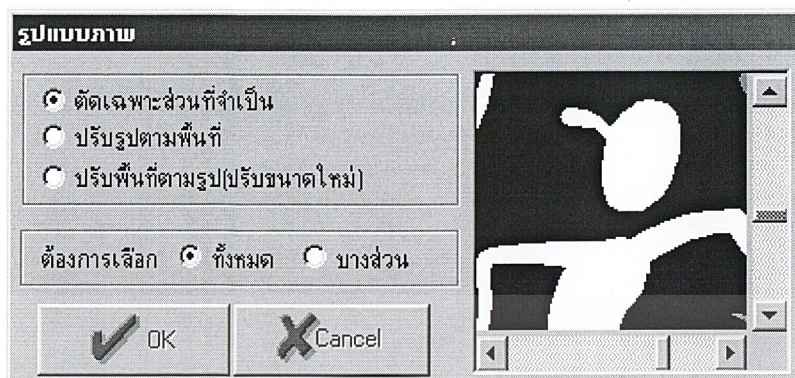 รูปแบบภาพ
ตัดเฉพาะส่วนที่จำเป็น
ปรับรูปตามพื้นที่
ปรับพื้นที่ตามรูป(ปรับขนาดใหม่)
ต้องการเลือก ทั้งหมด บางส่วน
OK Cancel